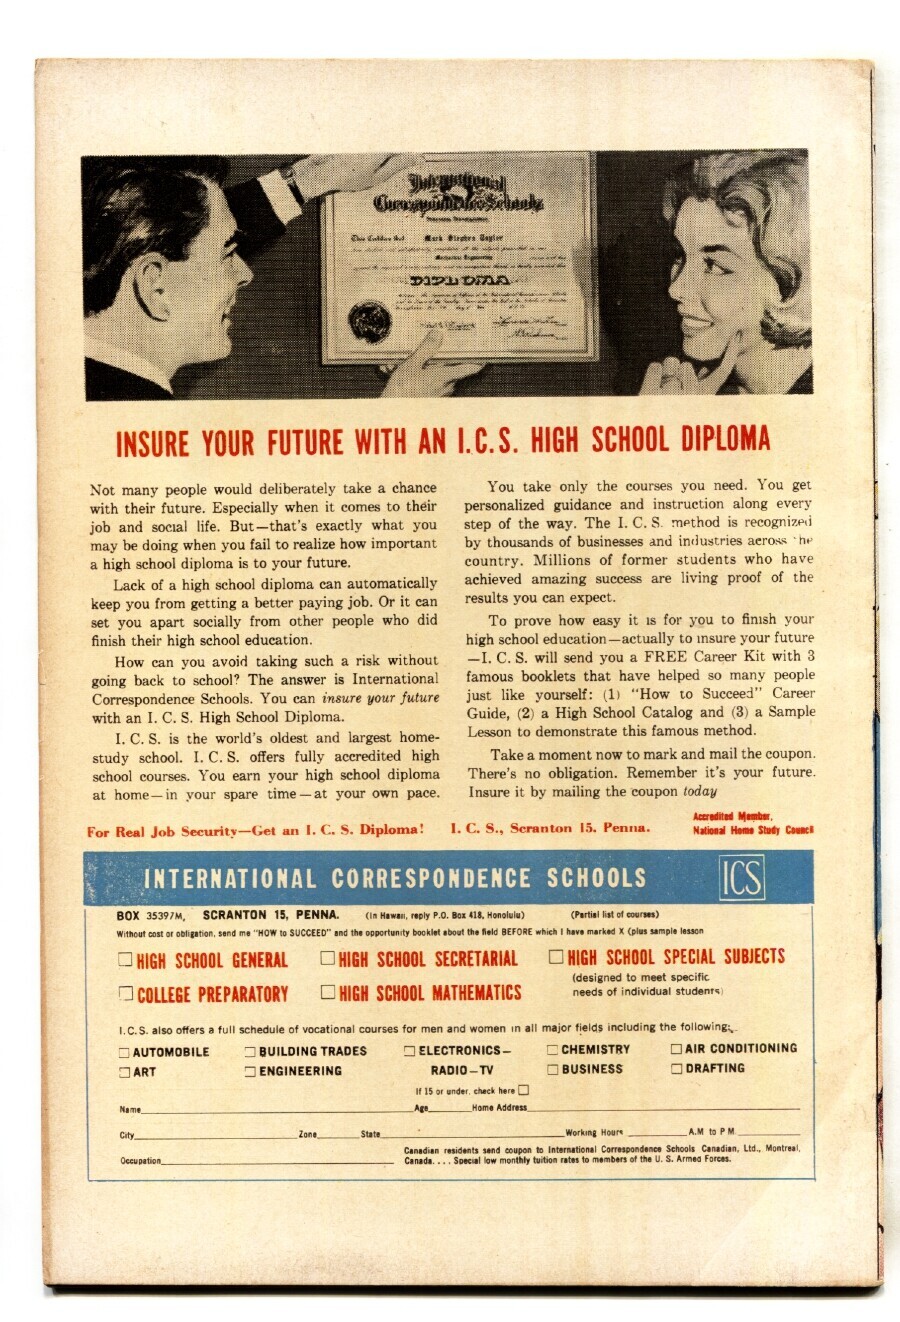 International
Correspondence Schools
This Certifies that Mark Stephen Taylor
Mechanical Engineering
DIPLOMA
INSURE YOUR FUTURE WITH AN I.C.S. HIGH SCHOOL DIPLOMA
Not many people would deliberately take a chance
with their future. Especially when it comes to their
job and social life. But—that's exactly what you
may be doing when you fail to realize how important
a high school diploma is to your future.
Lack of a high school diploma can automatically
keep you from getting a better paying job. Or it can
set you apart socially from other people who did
finish their high school education.
How can you avoid taking such a risk without
going back to school? The answer is International
Correspondence Schools. You can insure your future
with an I. C. S. High School Diploma.
I. C. S. is the world's oldest and largest home-
study school. I. C. S. offers fully accredited high
school courses. You earn your high school diploma
at home—in your spare time—at your own pace.
You take only the courses you need. You get
personalized guidance and instruction along every
step of the way. The I. C. S. method is recognized
by thousands of businesses and industries across the
country. Millions of former students who have
achieved amazing success are living proof of the
results you can expect.
To prove how easy it is for you to finish your
high school education—actually to insure your future
—I. C. S. will send you a FREE Career Kit with 3
famous booklets that have helped so many people
just like yourself: (1) "How to Succeed" Career
Guide, (2) a High School Catalog and (3) a Sample
Lesson to demonstrate this famous method.
Take a moment now to mark and mail the coupon.
There's no obligation. Remember it's your future.
Insure it by mailing the coupon today
For Real Job Security—Get an I. C. S. Diploma! I. C. S., Scranton 15, Penna.
Accredited Member,
National Home Study Council
INTERNATIONAL CORRESPONDENCE SCHOOLS ICS
BOX 35397M, SCRANTON 15, PENNA. (In Hawaii, reply P.O. Box 418, Honolulu) (Partial list of courses)
Without cost or obligation, send me "HOW to SUCCEED" and the opportunity booklet about the field BEFORE which I have marked X (plus sample lesson
HIGH SCHOOL GENERAL HIGH SCHOOL SECRETARIAL HIGH SCHOOL SPECIAL SUBJECTS
(designed to meet specific
COLLEGE PREPARATORY HIGH SCHOOL MATHEMATICS needs of individual students)
I.C.S. also offers a full schedule of vocational courses for men and women in all major fields including the following:
AUTOMOBILE BUILDING TRADES ELECTRONICS— CHEMISTRY AIR CONDITIONING
ART ENGINEERING RADIO—TV BUSINESS DRAFTING
If 15 or under, check here
Name Age Home Address
City Zone State Working Hours A.M to P.M.
Occupation
Canadian residents send coupon to International Correspondence Schools Canadian, Ltd., Montreal,
Canada. . . . Special low monthly tuition rates to members of the U. S. Armed Forces.